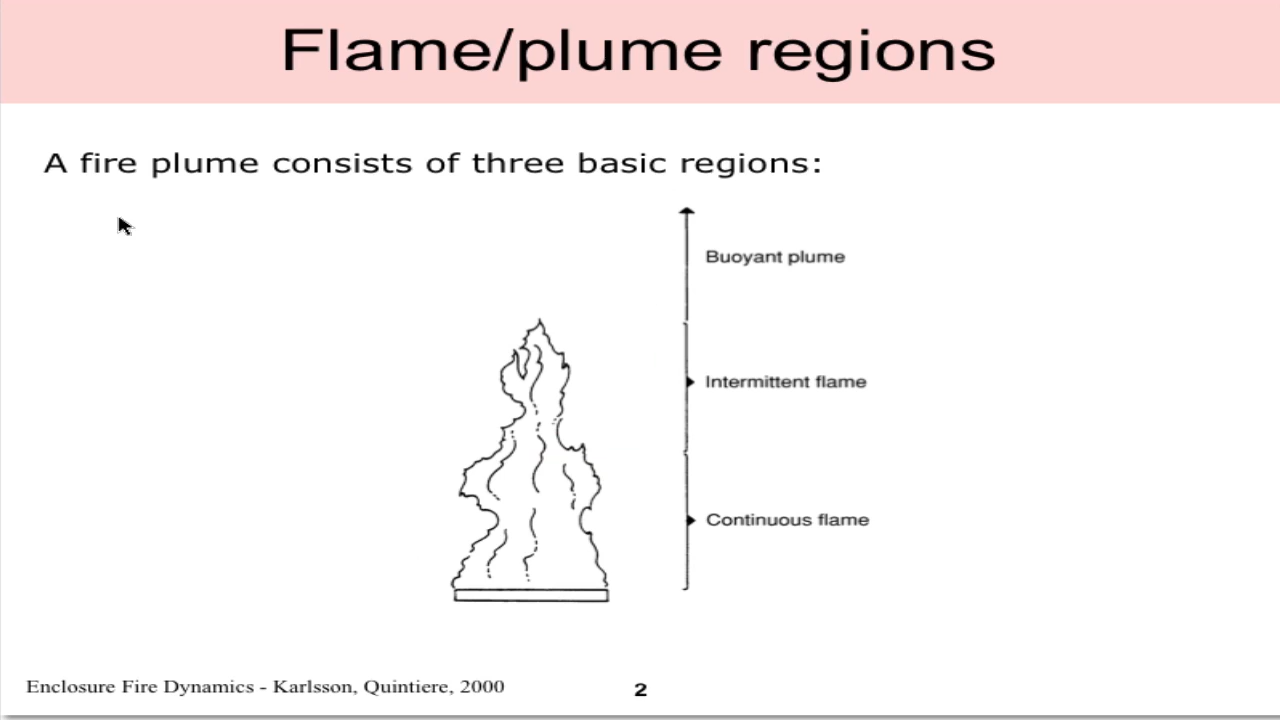 Flame/plume regions
A fire plume consists of three basic regions:
Buoyant plume
Intermittent flame
Continuous flame
Enclosure Fire Dynamics - Karlsson, Quintiere, 2000
2